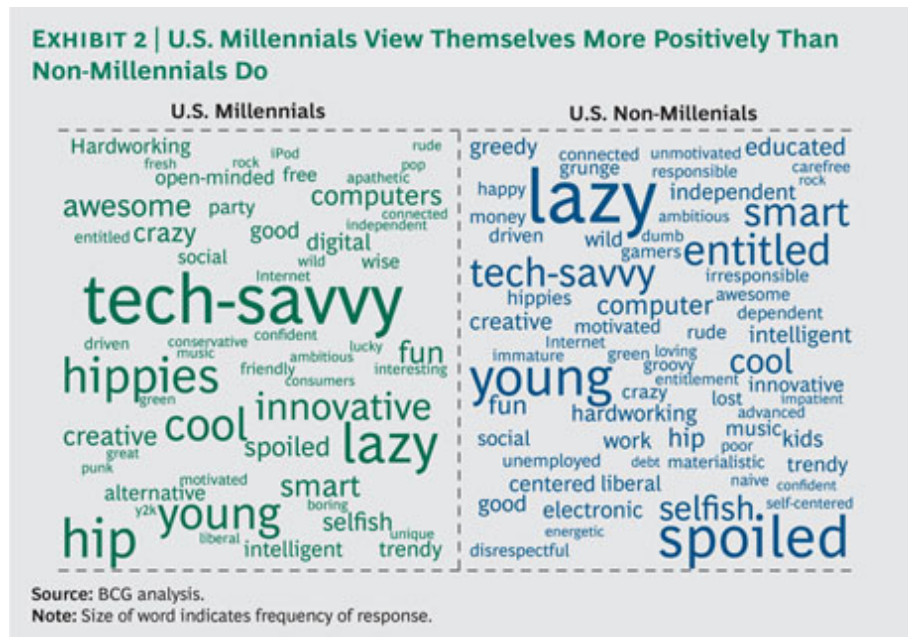 EXHIBIT 2 | U.S. Millennials View Themselves More Positively Than
Non-Millennials Do
U.S. Millennials
Hardworking
iPod
rude
fresh
rock
pop
open-minded
free
apathetic
computers
awesome
party
connected
independent
entitled
crazy
good
digital
social
wild
wise
Internet
tech-savvy
driven
conservative
confident
music
lucky
fun
ambitious
hippies
friendly
interesting
consumers
green
innovative
creative
cool
spoiled
lazy
great
punk
motivated
alternative
smart
y2k
young
boring
selfish
unique
hip
liberal
intelligent
trendy
U.S. Non-Millenials
greedy
connected
unmotivated
educated
grunge
responsible
carefree
rock
happy
lazy
independent
money
ambitious
smart
driven
wild
dumb
gamers
entitled
tech-savvy
irresponsible
hippies
computer
awesome
dependent
creative
motivated
rude
intelligent
Internet
immature
green
loving
groovy
cool
young
entitlement
innovative
crazy
lost
impatient
fun
hardworking
advanced
music
social
work
hip
poor
kids
unemployed
debt
materialistic
trendy
centered
liberal
naive
confident
good
electronic
selfish
self-centered
energetic
spoiled
disrespectful
Source: BCG analysis.
Note: Size of word indicates frequency of response.